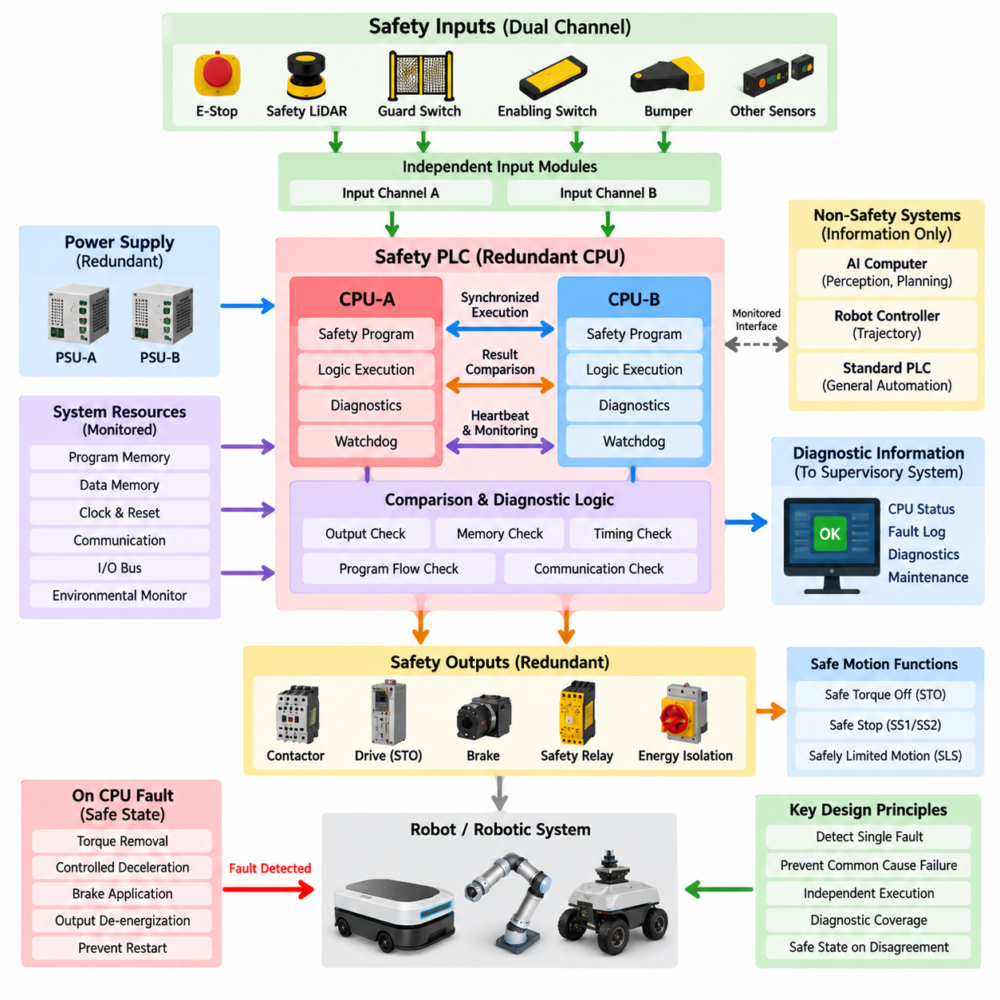 Safety Inputs (Dual Channel)
E-Stop
Safety LiDAR
Guard Switch
Enabling Switch
Bumper
Other Sensors
Independent Input Modules
Input Channel A
Input Channel B
Power Supply
(Redundant)
PSU-A
PSU-B
Safety PLC (Redundant CPU)
CPU-A
Safety Program
Logic Execution
Diagnostics
Watchdog
Synchronized
Execution
Result
Comparison
Heartbeat
& Monitoring
CPU-B
Safety Program
Logic Execution
Diagnostics
Watchdog
Monitored
Interface
Non-Safety Systems
(Information Only)
AI Computer
(Perception, Planning)
Robot Controller
(Trajectory)
Standard PLC
(General Automation)
System Resources
(Monitored)
Program Memory
Data Memory
Clock & Reset
Communication
I/O Bus
Environmental Monitor
Comparison & Diagnostic Logic
Output Check
Memory Check
Timing Check
Program Flow Check
Communication Check
Diagnostic Information
(To Supervisory System)
OK
CPU Status
Fault Log
Diagnostics
Maintenance
Safety Outputs (Redundant)
Contactor
Drive (STO)
Brake
Safety Relay
Energy Isolation
Safe Motion Functions
Safe Torque Off (STO)
Safe Stop (SS1/SS2)
Safely Limited Motion (SLS)
On CPU Fault
(Safe State)
Torque Removal
Controlled Deceleration
Brake Application
Output De-energization
Prevent Restart
Fault Detected
Robot / Robotic System
Key Design Principles
Detect Single Fault
Prevent Common Cause Failure
Independent Execution
Diagnostic Coverage
Safe State on Disagreement